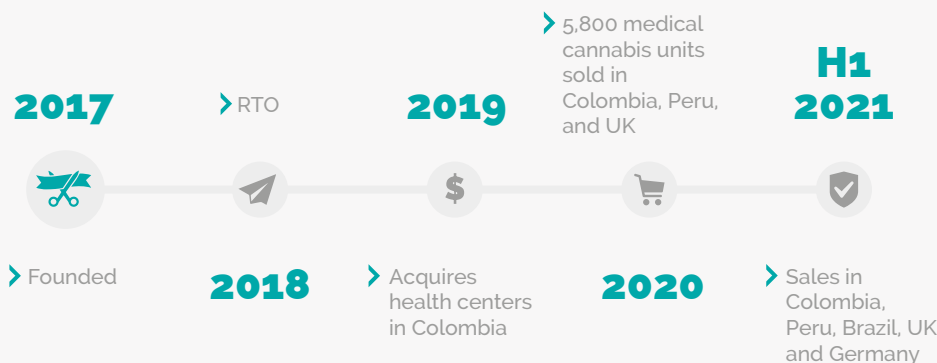 2017
Founded
RTO
2018
2019
Acquires
health centers
in Colombia
5,800 medical
cannabis units
sold in
Colombia, Peru,
and UK
2020
H1
2021
Sales in
Colombia,
Peru, Brazil, UK
and Germany